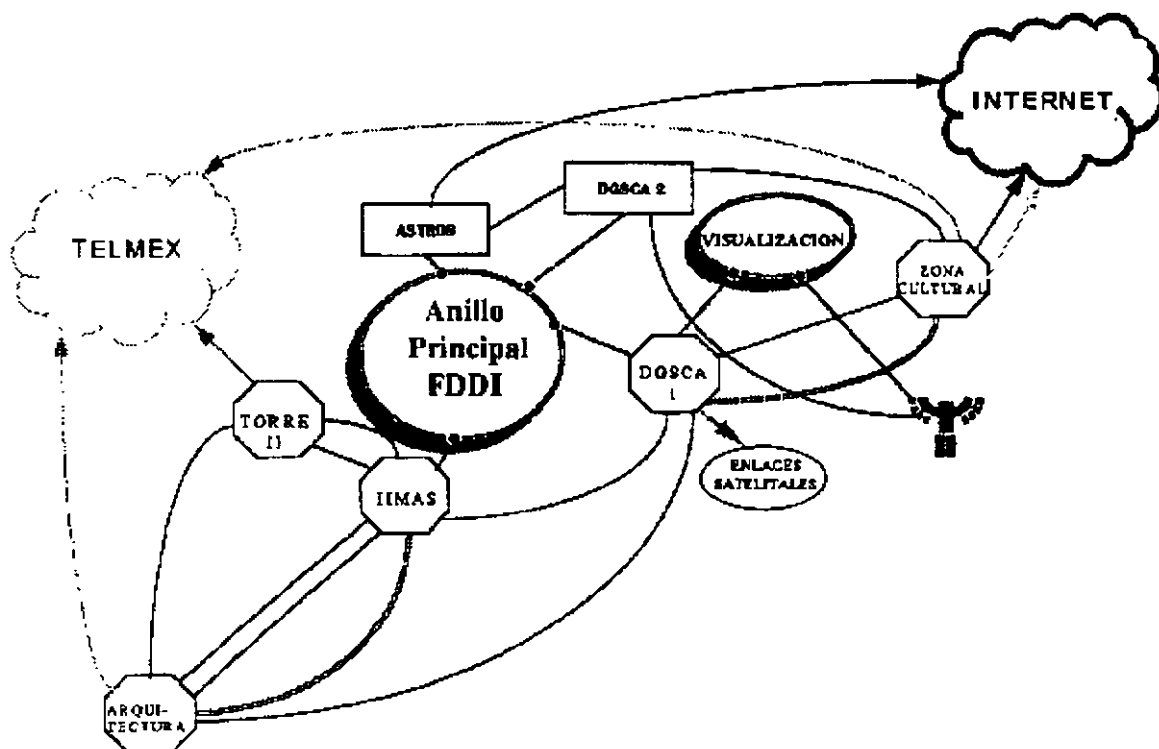 INTERNET
DGSCA 2
ASTROS
VISUALIZACION
TELMEX
ZONA
CULTURAL
Anillo
Principal
FDDI
DGSCA
1
TORRE
II
ENLACES
SATELITALES
IIMAS
ARQUI-
TECTURA